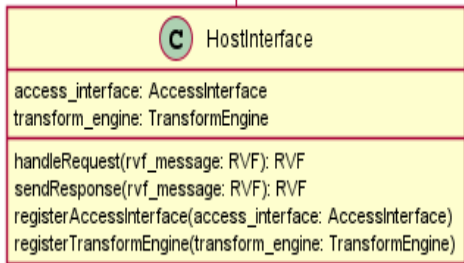 C HostInterface
access_interface: AccessInterface
transform_engine: TransformEngine
handleRequest(rvf_message: RVF): RVF
sendResponse(rvf_message: RVF): RVF
registerAccessInterface(access_interface: AccessInterface)
registerTransformEngine(transform_engine: TransformEngine)